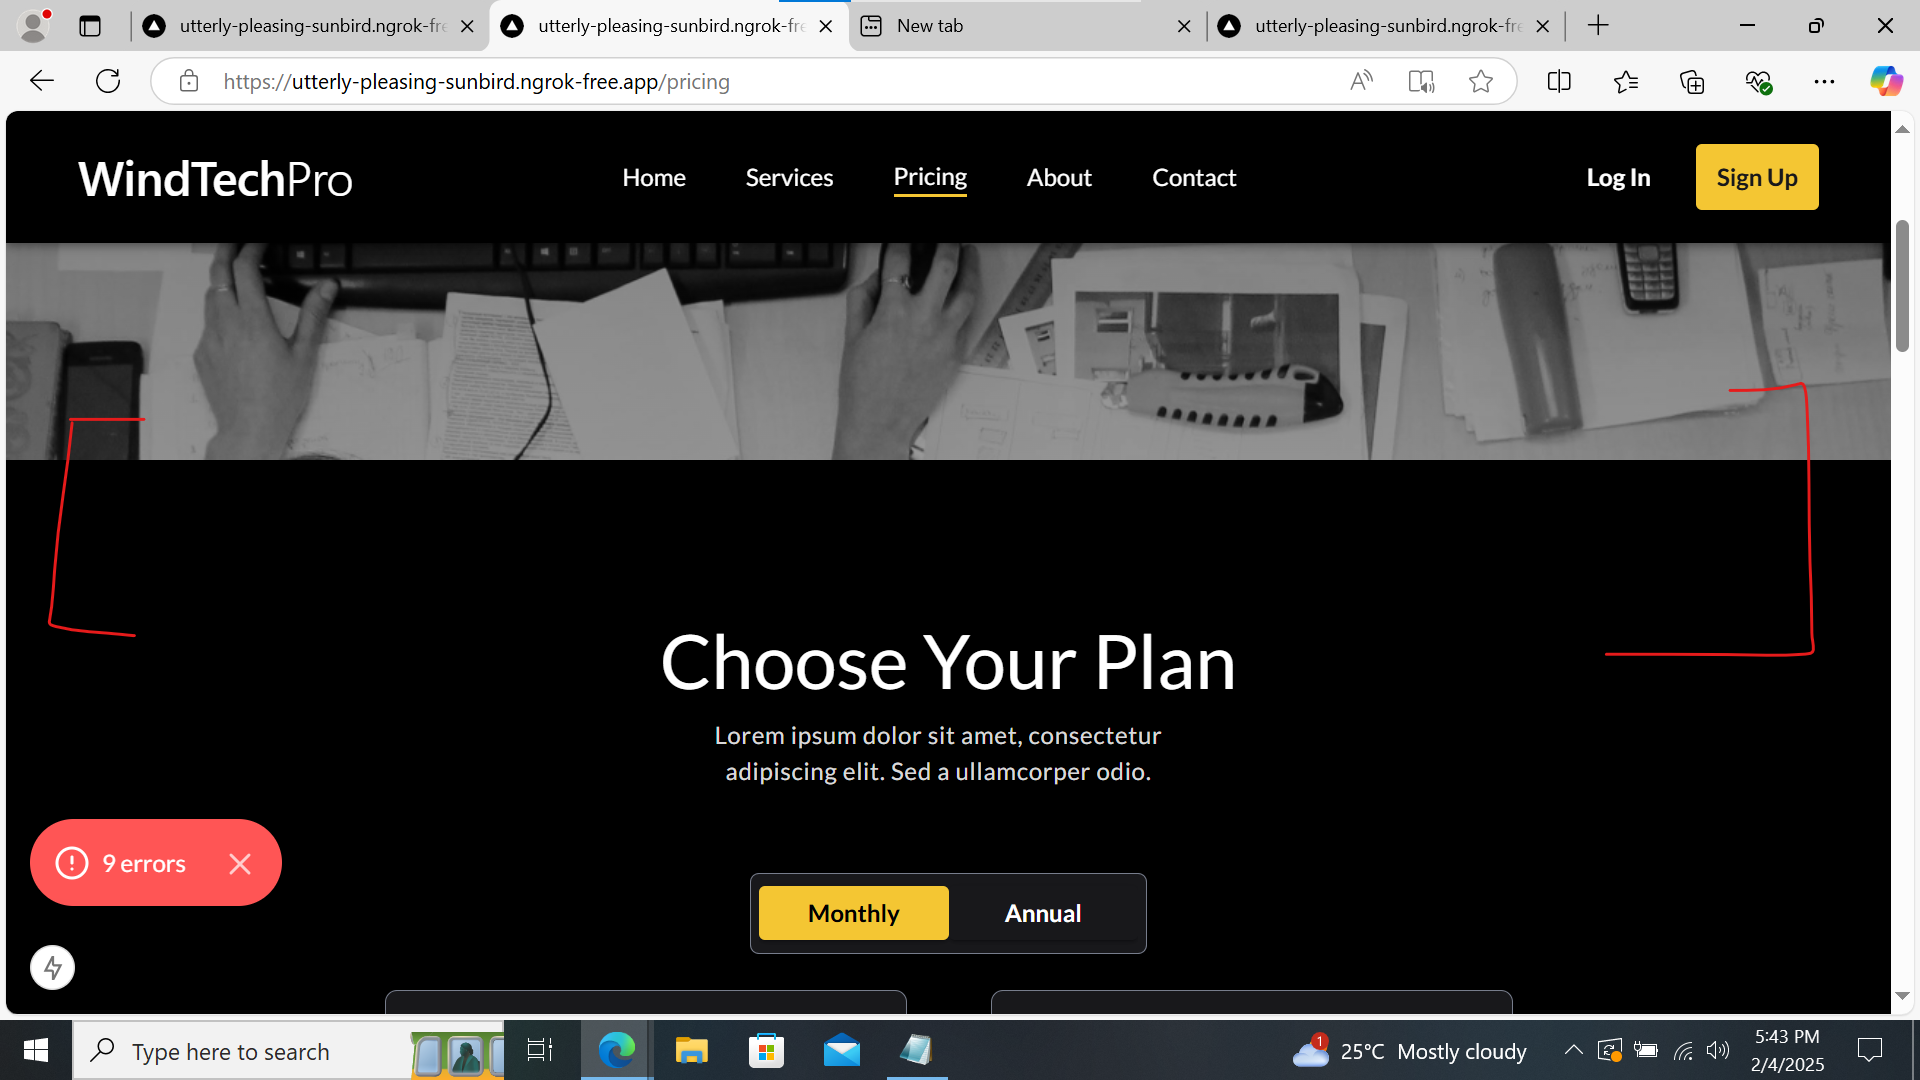 utterly-pleasing-sunbird.ngrok-fre
utterly-pleasing-sunbird.ngrok-fre
New tab
utterly-pleasing-sunbird.ngrok-fre
https://utterly-pleasing-sunbird.ngrok-free.app/pricing
WindTechPro
Home
Services
Pricing
About
Contact
Log In
Sign Up
Choose Your Plan
Lorem ipsum dolor sit amet, consectetur
adipiscing elit. Sed a ullamcorper odio.
9 errors
Monthly
Annual
Type here to search
1
25°C Mostly cloudy
5:43 PM
2/4/2025